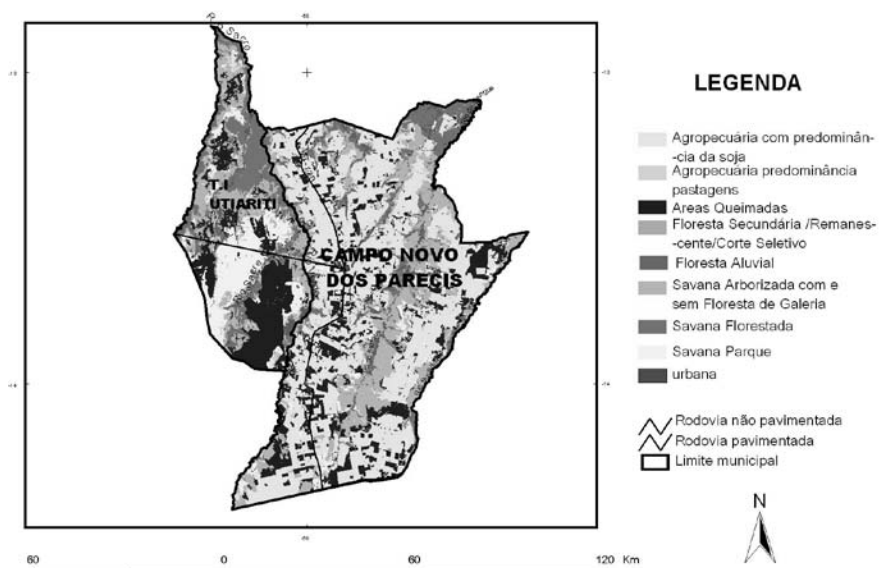 Rio Sacre
T.I
UTIARITI
CAMPO NOVO
DOS PARECIS
60 0 60 120 Km
LEGENDA
Agropecuária com predominân-
-cia da soja
Agropecuária predominância
pastagens
Areas Queimadas
Floresta Secundária /Remanes-
-cente/Corte Seletivo
Floresta Aluvial
Savana Arborizada com e
sem Floresta de Galeria
Savana Florestada
Savana Parque
urbana
Rodovia não pavimentada
Rodovia pavimentada
Limite municipal
N